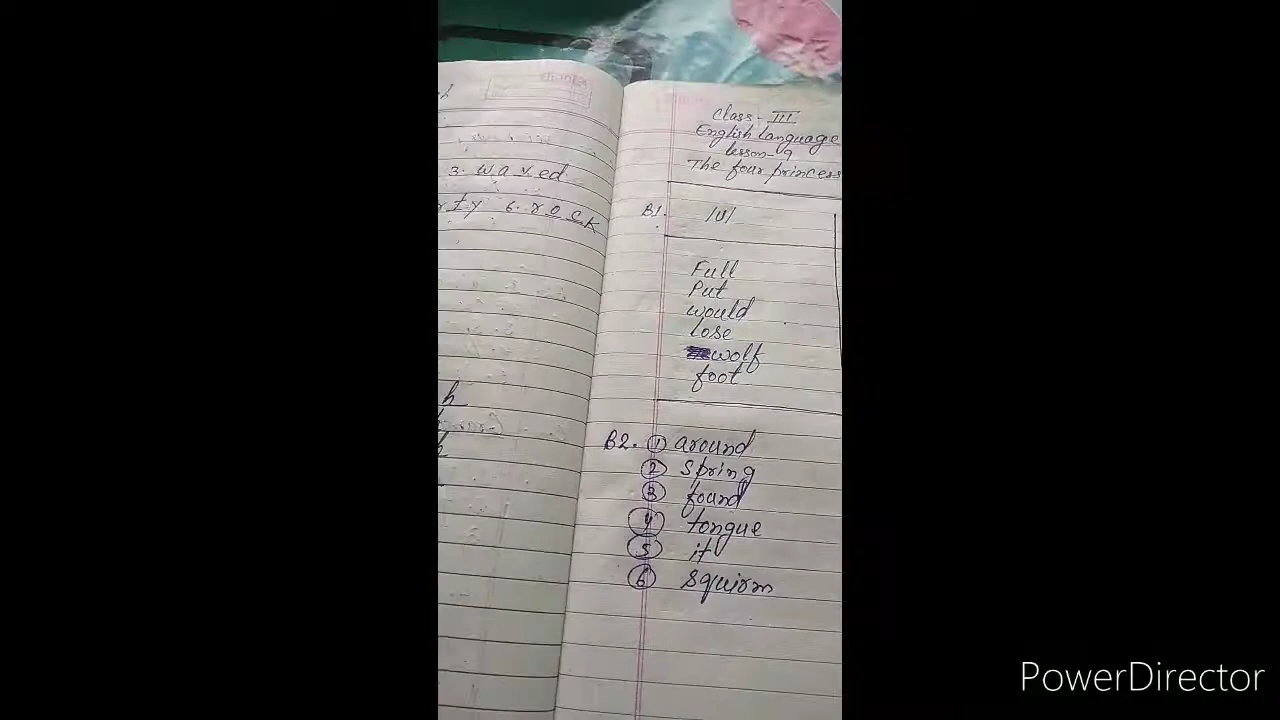 3. waved
rty 6. rock
h
Class - III
English language
lesson-9
The four princess
B1. /ʊ/
Full
Put
would
lose
wolf
foot
B2. 1 around
2 spring
3 found
4 tongue
5 it
6 squirm
PowerDirector